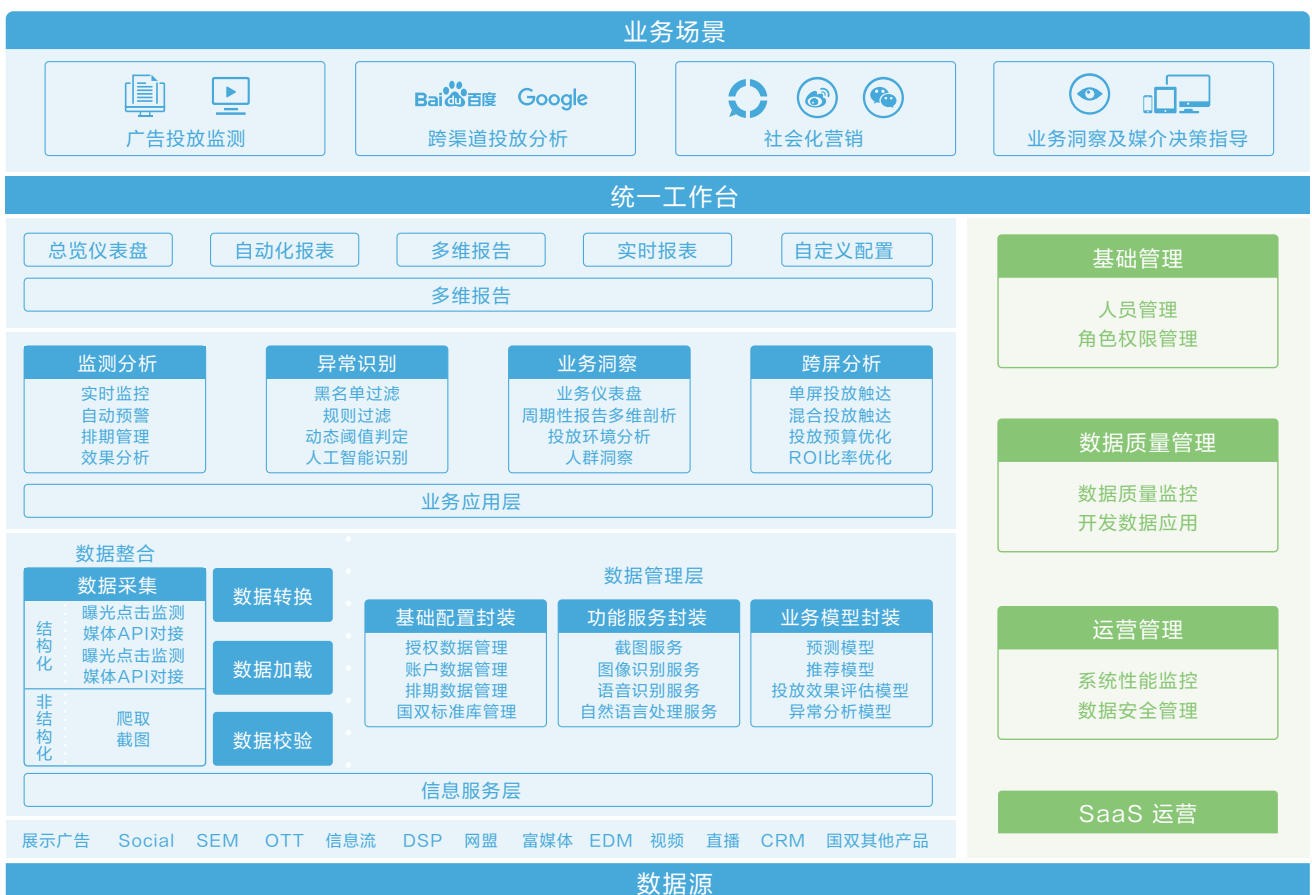 业务场景
Bai du 百度 Google
广告投放监测
跨渠道投放分析
社会化营销
业务洞察及媒介决策指导
统一工作台
总览仪表盘
自动化报表
多维报告
实时报表
自定义配置
多维报告
监测分析
实时监控
自动预警
排期管理
效果分析
异常识别
黑名单过滤
规则过滤
动态阈值判定
人工智能识别
业务洞察
业务仪表盘
周期性报告多维剖析
投放环境分析
人群洞察
跨屏分析
单屏投放触达
混合投放触达
投放预算优化
ROI比率优化
业务应用层
数据整合
数据采集
结构化
曝光点击监测
媒体API对接
曝光点击监测
媒体API对接
非结构化
爬取
截图
数据转换
数据加载
数据校验
数据管理层
基础配置封装
授权数据管理
账户数据管理
排期数据管理
国双标准库管理
功能服务封装
截图服务
图像识别服务
语音识别服务
自然语言处理服务
业务模型封装
预测模型
推荐模型
投放效果评估模型
异常分析模型
信息服务层
展示广告 Social SEM OTT 信息流 DSP 网盟 富媒体 EDM 视频 直播 CRM 国双其他产品
基础管理
人员管理
角色权限管理
数据质量管理
数据质量监控
开发数据应用
运营管理
系统性能监控
数据安全管理
SaaS 运营
数据源